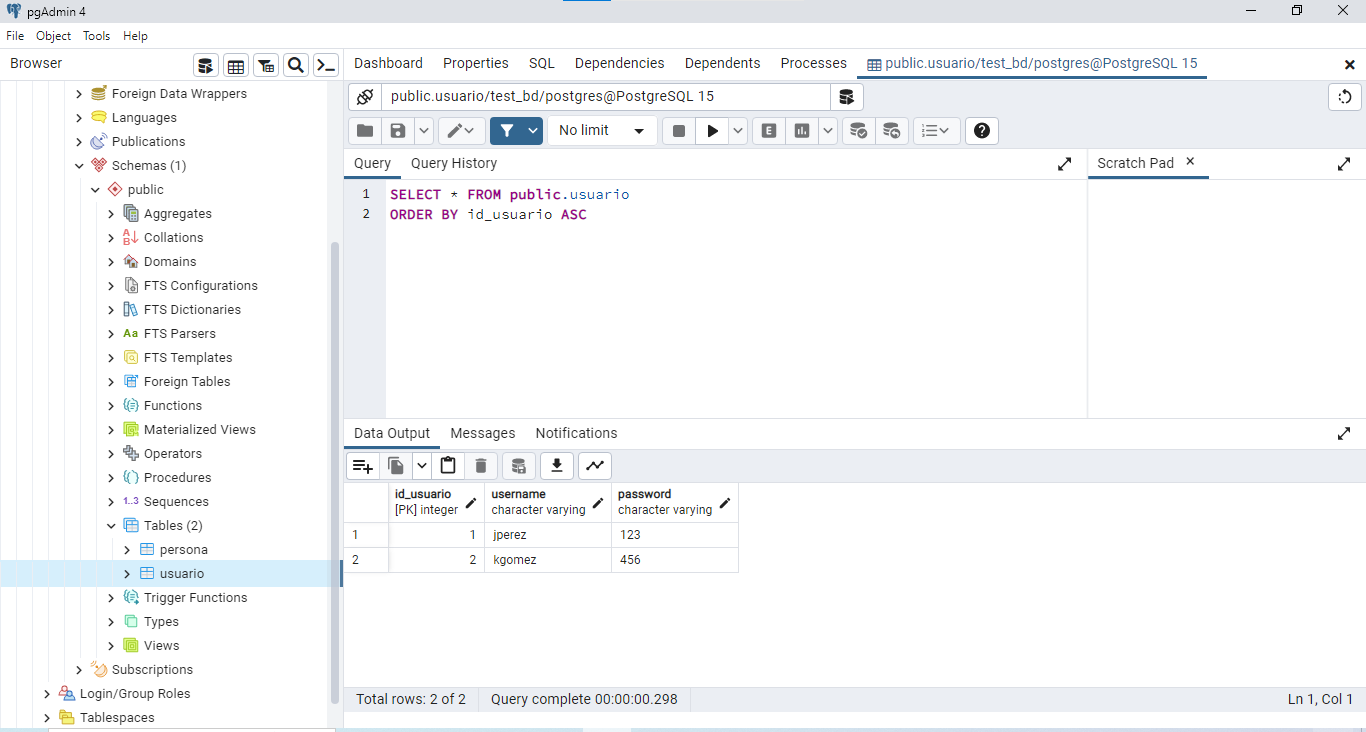 pgAdmin 4
File Object Tools Help
Browser
Dashboard Properties SQL Dependencies Dependents Processes public.usuario/test_bd/postgres@PostgreSQL 15
Foreign Data Wrappers
Languages
Publications
Schemas (1)
public
Aggregates
Collations
Domains
FTS Configurations
FTS Dictionaries
Aa FTS Parsers
FTS Templates
Foreign Tables
Functions
Materialized Views
Operators
Procedures
1..3 Sequences
Tables (2)
persona
usuario
Trigger Functions
Types
Views
Subscriptions
Login/Group Roles
Tablespaces
public.usuario/test_bd/postgres@PostgreSQL 15
No limit
E
Query Query History
Scratch Pad
1 SELECT * FROM public.usuario
2 ORDER BY id_usuario ASC
Data Output Messages Notifications
id_usuario username password
[PK] integer character varying character varying
1 1 jperez 123
2 2 kgomez 456
Total rows: 2 of 2 Query complete 00:00:00.298 Ln 1, Col 1